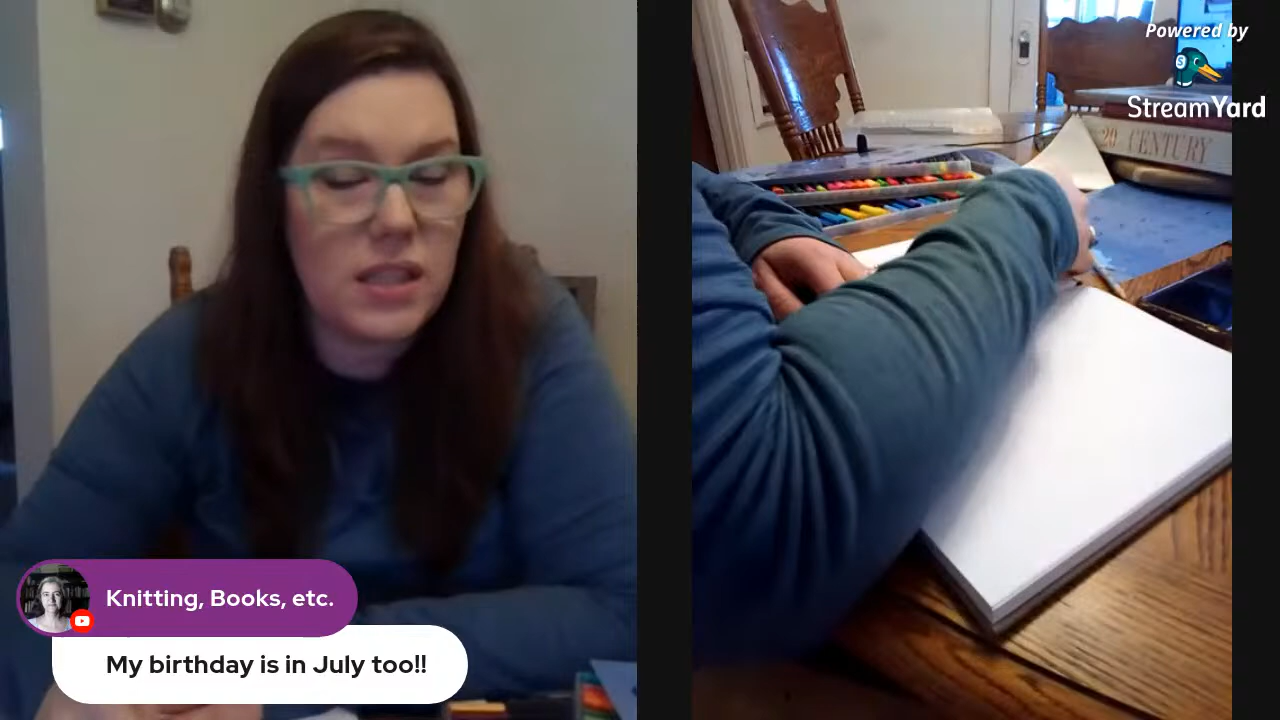 Powered by
StreamYard
20 CENTURY
Knitting, Books, etc.
My birthday is in July too!!